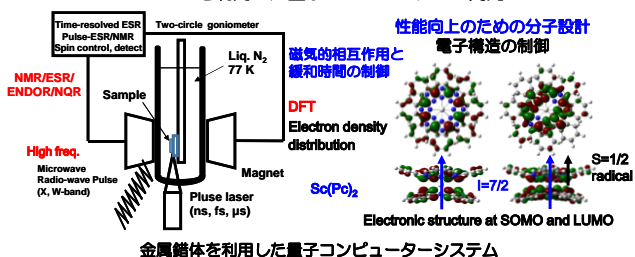 Time-resolved ESR
Pulse-ESR/NMR
Spin control, detect
Two-circle goniometer
Liq. N2
77 K
NMR/ESR/
ENDOR/NQR
Sample
High freq.
Microwave
Radio-wave Pulse
(X, W-band)
Magnet
Pluse laser
(ns, fs, μs)
磁気的相互作用と
緩和時間の制御
DFT
Electron density
distribution
Sc(Pc)2
性能向上のための分子設計
電子構造の制御
I=7/2
S=1/2
radical
Electronic structure at SOMO and LUMO
金属錯体を利用した量子コンピューターシステム